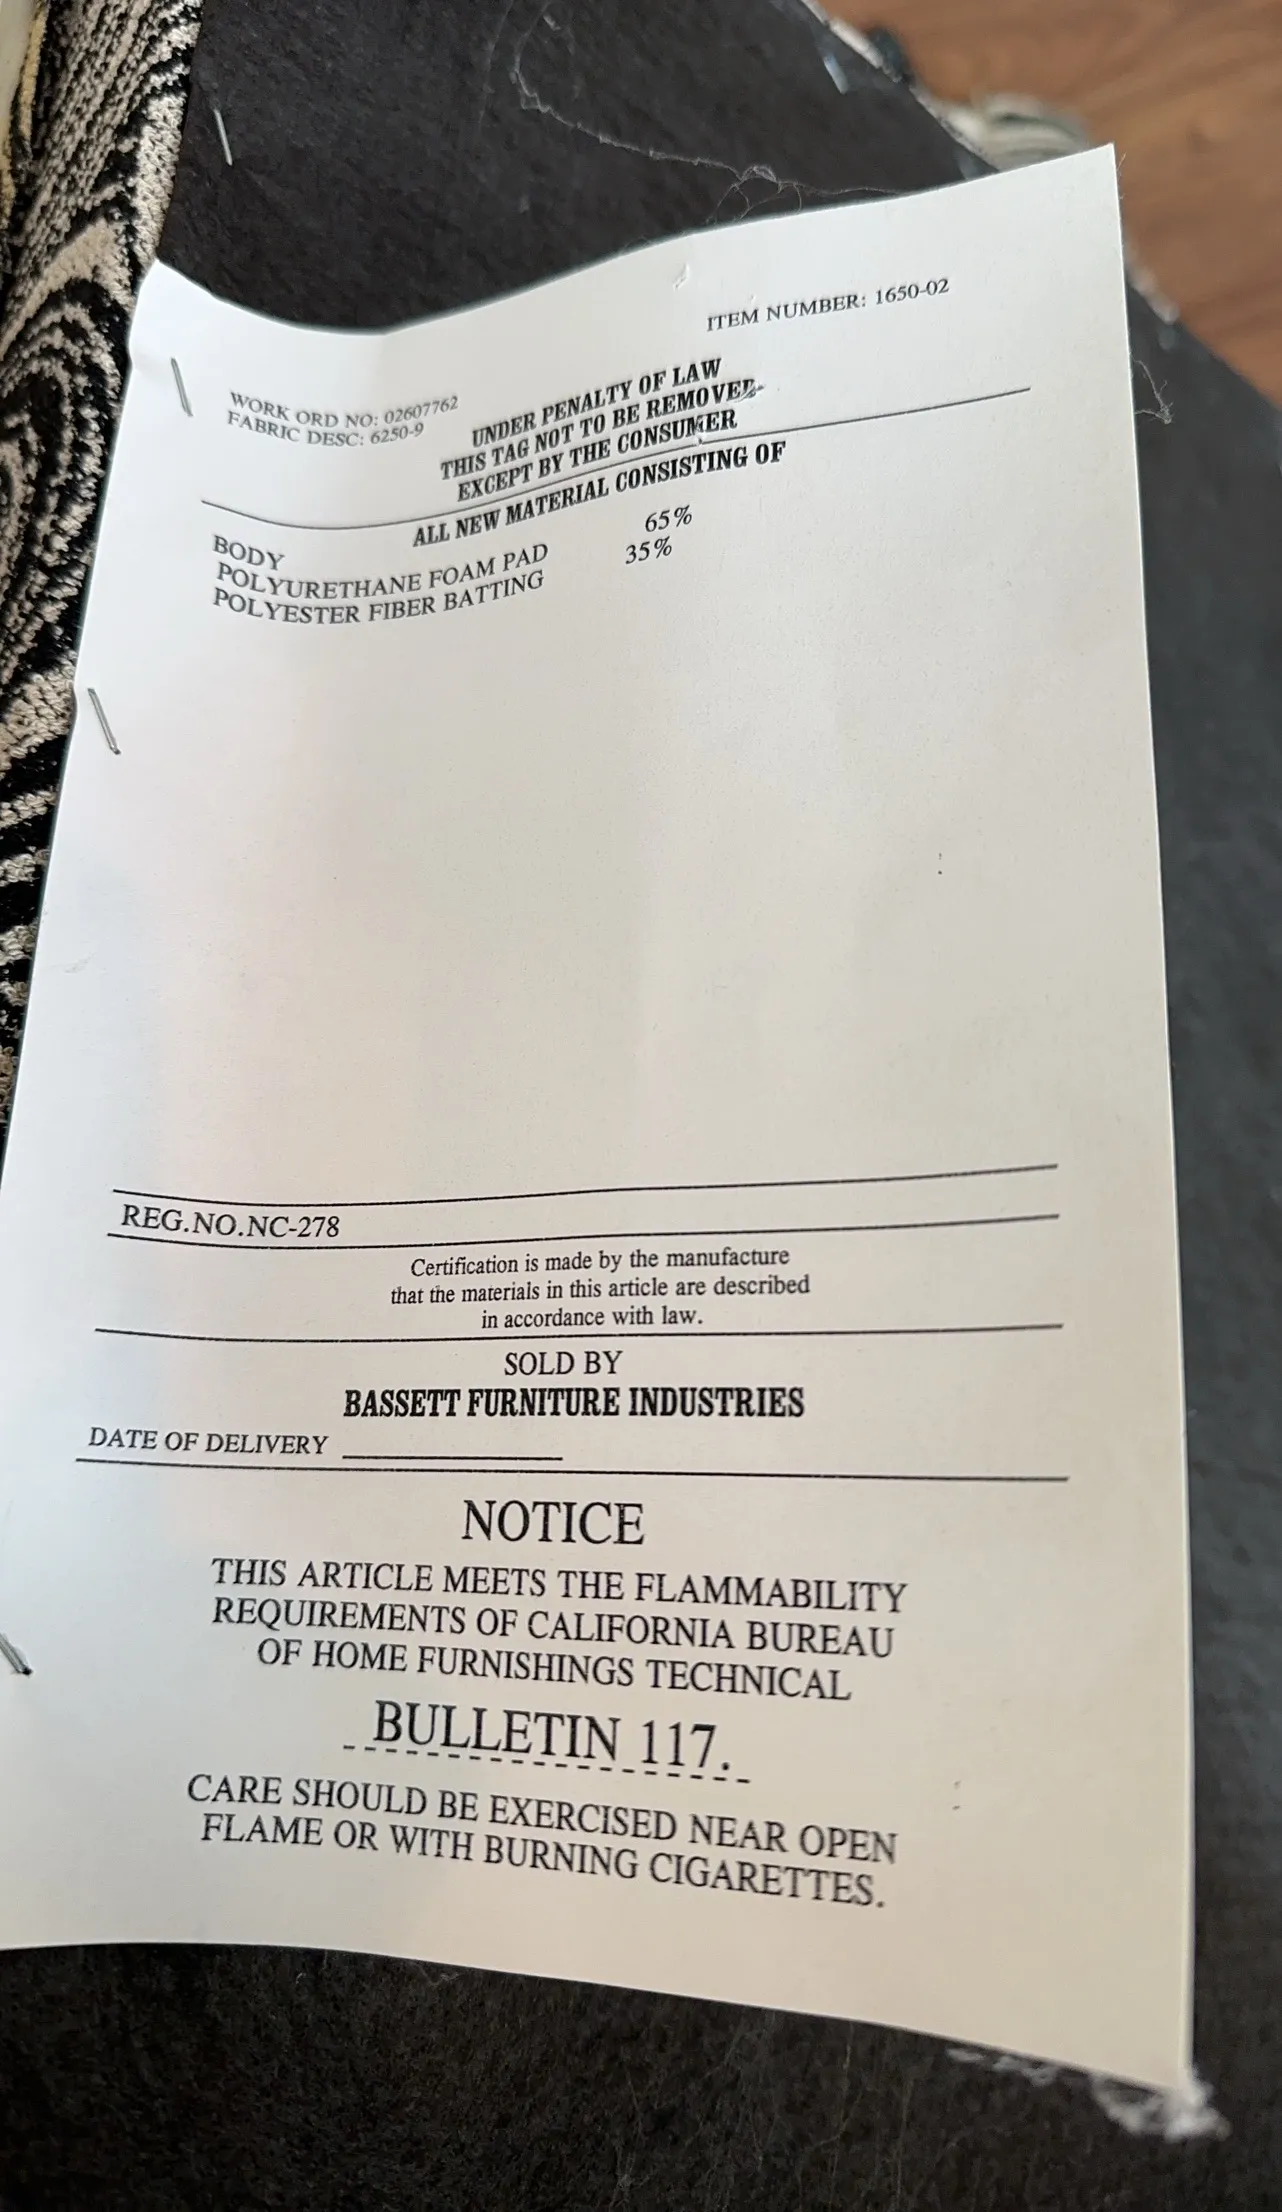 ITEM NUMBER: 1650-02
WORK ORD NO: 02607762
FABRIC DESC: 6250-9
UNDER PENALTY OF LAW
THIS TAG NOT TO BE REMOVED
EXCEPT BY THE CONSUMER
ALL NEW MATERIAL CONSISTING OF
BODY
POLYURETHANE FOAM PAD 65%
POLYESTER FIBER BATTING 35%
REG.NO.NC-278
Certification is made by the manufacture
that the materials in this article are described
in accordance with law.
SOLD BY
BASSETT FURNITURE INDUSTRIES
DATE OF DELIVERY
NOTICE
THIS ARTICLE MEETS THE FLAMMABILITY
REQUIREMENTS OF CALIFORNIA BUREAU
OF HOME FURNISHINGS TECHNICAL
BULLETIN 117.
CARE SHOULD BE EXERCISED NEAR OPEN
FLAME OR WITH BURNING CIGARETTES.